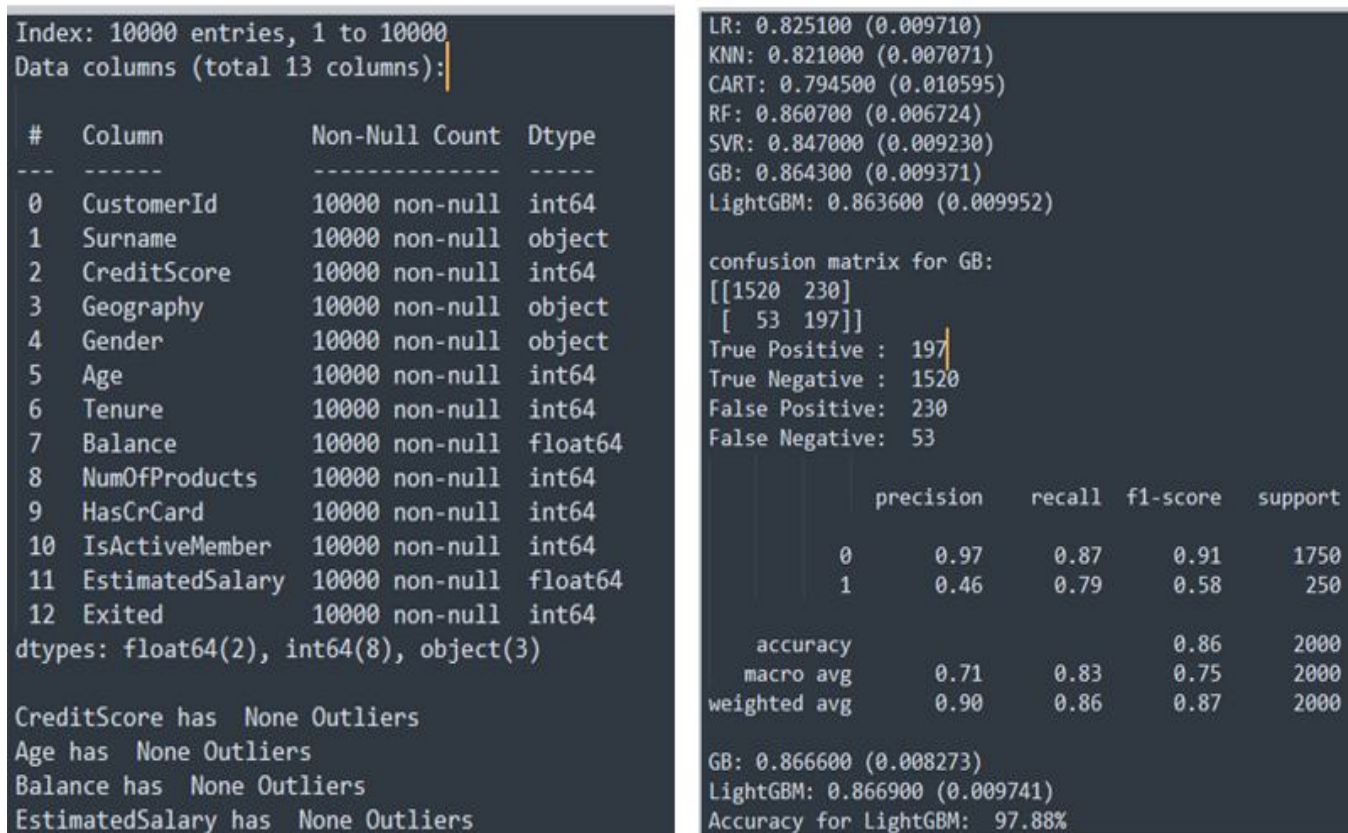 Index: 10000 entries, 1 to 10000
Data columns (total 13 columns):
#   Column   Non-Null Count   Dtype
---   ------   --------------   -----
0   CustomerId   10000 non-null   int64
1   Surname   10000 non-null   object
2   CreditScore   10000 non-null   int64
3   Geography   10000 non-null   object
4   Gender   10000 non-null   object
5   Age   10000 non-null   int64
6   Tenure   10000 non-null   int64
7   Balance   10000 non-null   float64
8   NumOfProducts   10000 non-null   int64
9   HasCrCard   10000 non-null   int64
10   IsActiveMember   10000 non-null   int64
11   EstimatedSalary   10000 non-null   float64
12   Exited   10000 non-null   int64
dtypes: float64(2), int64(8), object(3)
CreditScore has  None Outliers
Age has  None Outliers
Balance has  None Outliers
EstimatedSalary has  None Outliers
LR: 0.825100 (0.009710)
KNN: 0.821000 (0.007071)
CART: 0.794500 (0.010595)
RF: 0.860700 (0.006724)
SVR: 0.847000 (0.009230)
GB: 0.864300 (0.009371)
LightGBM: 0.863600 (0.009952)
confusion matrix for GB:
[[1520  230]
[  53  197]]
True Positive :  197
True Negative :  1520
False Positive:  230
False Negative:  53
precision   recall   f1-score   support
0   0.97   0.87   0.91   1750
1   0.46   0.79   0.58   250
accuracy   0.86   2000
macro avg   0.71   0.83   0.75   2000
weighted avg   0.90   0.86   0.87   2000
GB: 0.866600 (0.008273)
LightGBM: 0.866900 (0.009741)
Accuracy for LightGBM:  97.88%